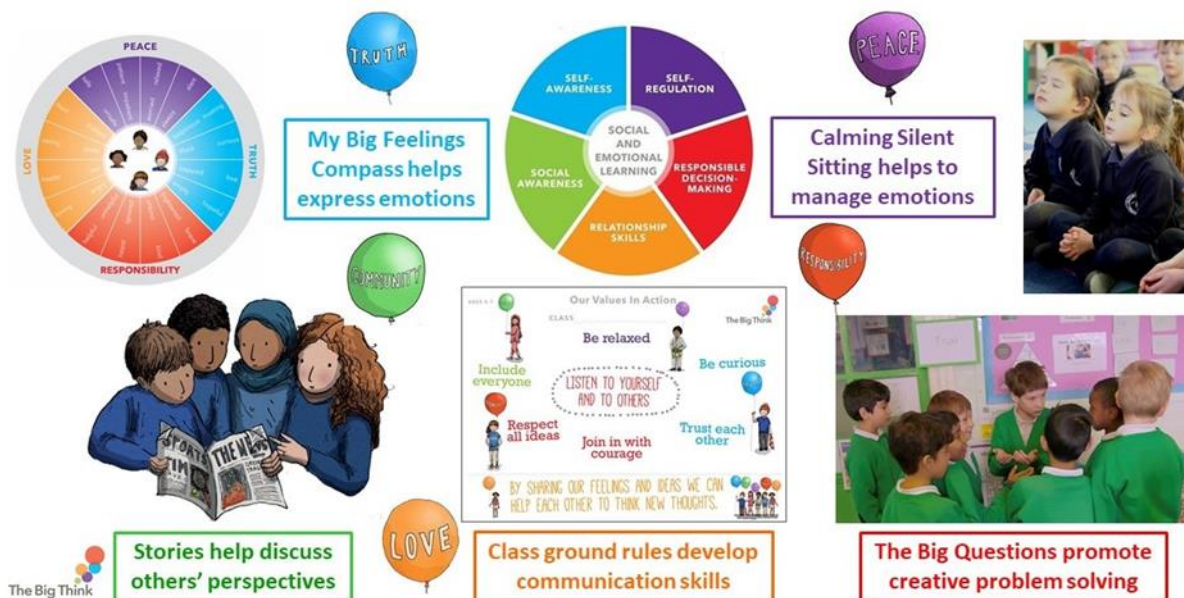 PEACE
LOVE
TRUTH
RESPONSIBILITY
TRUTH
My Big Feelings
Compass helps
express emotions
SELF-
AWARENESS
SELF-
REGULATION
SOCIAL
AND
EMOTIONAL
LEARNING
SOCIAL
AWARENESS
RESPONSIBLE
DECISION-
MAKING
RELATIONSHIP
SKILLS
PEACE
Calming Silent
Sitting helps to
manage emotions
COMMUNITY
RESPONSIBILITY
SPORTS
THE NEWS
Our Values In Action
CLASS
The Big Think
Be relaxed
Include
everyone
Be curious
LISTEN TO YOURSELF
AND TO OTHERS
Respect
all ideas
Join in with
courage
Trust each
other
BY SHARING OUR FEELINGS AND IDEAS WE CAN
HELP EACH OTHER TO THINK NEW THOUGHTS.
The Big Think
Stories help discuss
others’ perspectives
LOVE
Class ground rules develop
communication skills
The Big Questions promote
creative problem solving